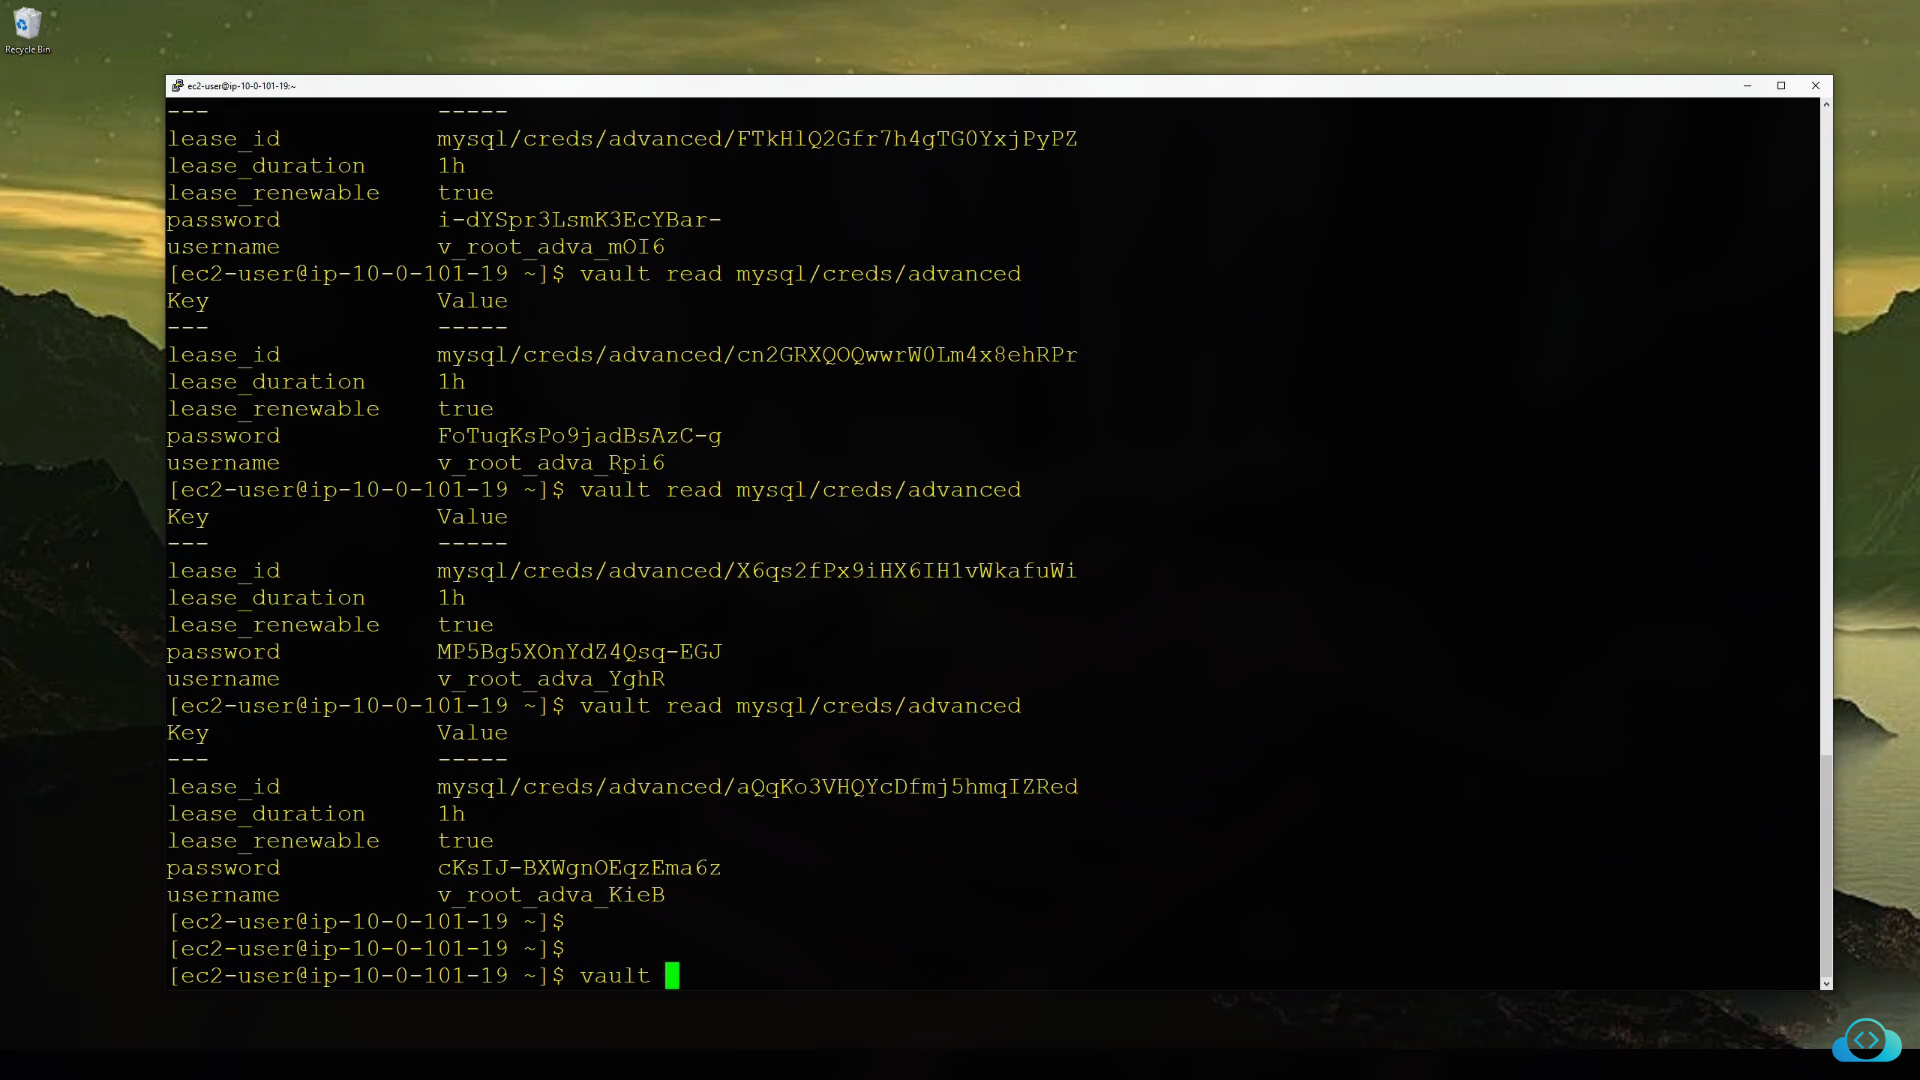 Recycle Bin
ec2-user@ip-10-0-101-19:~
--- -----
lease_id mysql/creds/advanced/FTkHlQ2Gfr7h4gTG0YxjPyPZ
lease_duration 1h
lease_renewable true
password i-dYSpr3LsmK3EcYBar-
username v_root_adva_mOI6
[ec2-user@ip-10-0-101-19 ~]$ vault read mysql/creds/advanced
Key Value
--- -----
lease_id mysql/creds/advanced/cn2GRXQOQwwrW0Lm4x8ehRPr
lease_duration 1h
lease_renewable true
password FoTuqKsPo9jadBsAzC-g
username v_root_adva_Rpi6
[ec2-user@ip-10-0-101-19 ~]$ vault read mysql/creds/advanced
Key Value
--- -----
lease_id mysql/creds/advanced/X6qs2fPx9iHX6IH1vWkafuWi
lease_duration 1h
lease_renewable true
password MP5Bg5XOnYdZ4Qsq-EGJ
username v_root_adva_YghR
[ec2-user@ip-10-0-101-19 ~]$ vault read mysql/creds/advanced
Key Value
--- -----
lease_id mysql/creds/advanced/aQqKo3VHQYcDfmj5hmqIZRed
lease_duration 1h
lease_renewable true
password cKsIJ-BXWgnOEqzEma6z
username v_root_adva_KieB
[ec2-user@ip-10-0-101-19 ~]$
[ec2-user@ip-10-0-101-19 ~]$
[ec2-user@ip-10-0-101-19 ~]$ vault